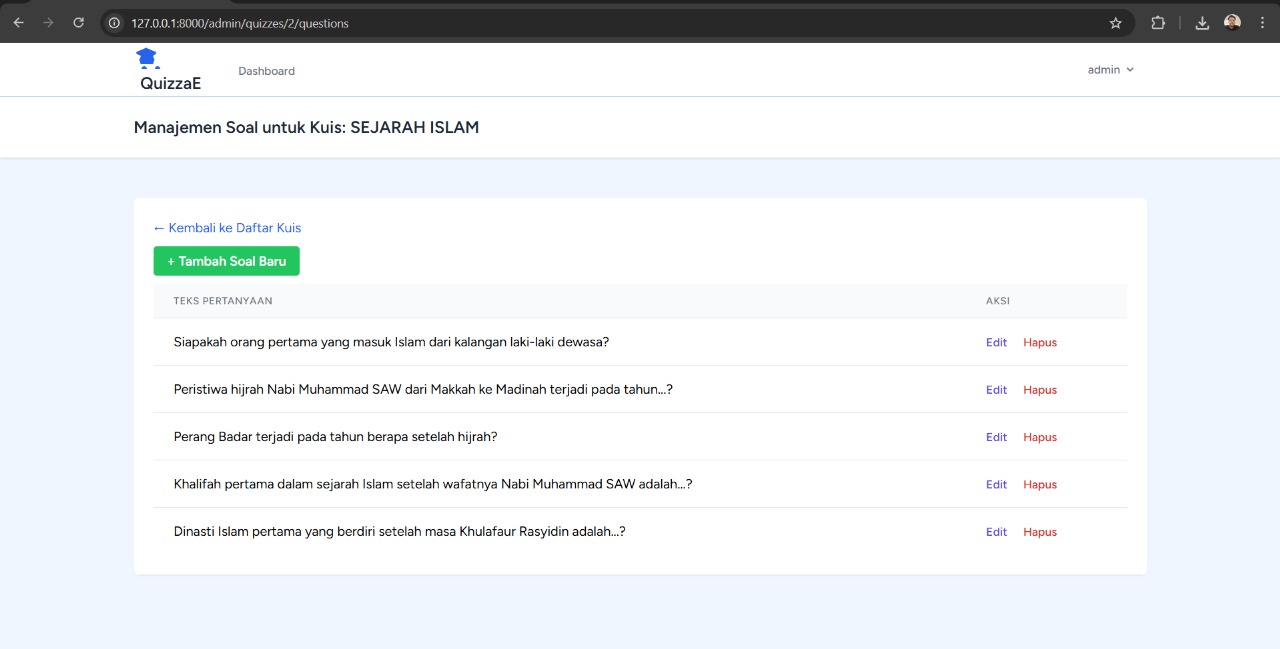 127.0.0.1:8000/admin/quizzes/2/questions
QuizzaE
Dashboard
admin
Manajemen Soal untuk Kuis: SEJARAH ISLAM
← Kembali ke Daftar Kuis
+ Tambah Soal Baru
TEKS PERTANYAAN AKSI
Siapakah orang pertama yang masuk Islam dari kalangan laki-laki dewasa? Edit Hapus
Peristiwa hijrah Nabi Muhammad SAW dari Makkah ke Madinah terjadi pada tahun...? Edit Hapus
Perang Badar terjadi pada tahun berapa setelah hijrah? Edit Hapus
Khalifah pertama dalam sejarah Islam setelah wafatnya Nabi Muhammad SAW adalah...? Edit Hapus
Dinasti Islam pertama yang berdiri setelah masa Khulafaur Rasyidin adalah...? Edit Hapus